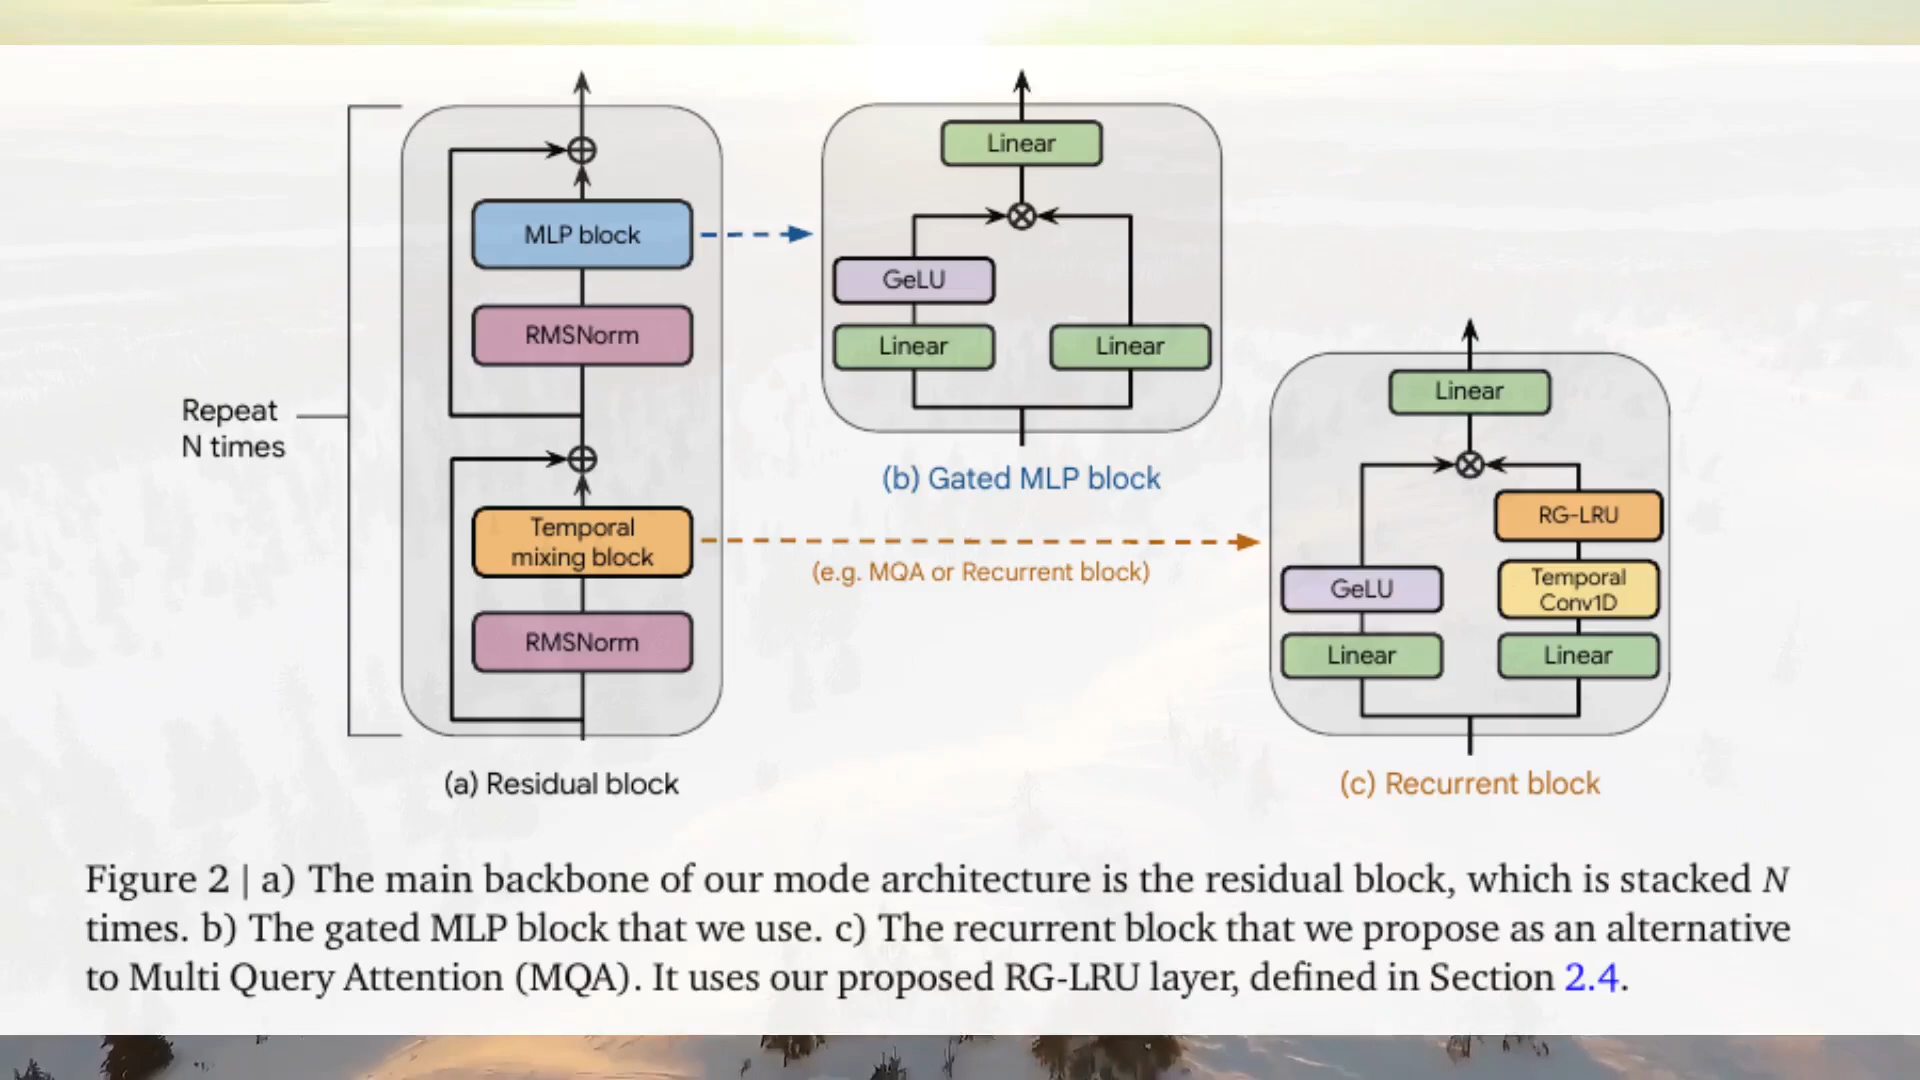 Repeat
N times
MLP block
RMSNorm
Temporal
mixing block
RMSNorm
(a) Residual block
Linear
GeLU
Linear
Linear
(b) Gated MLP block
(e.g. MQA or Recurrent block)
Linear
RG-LRU
GeLU
Temporal
Conv1D
Linear
Linear
(c) Recurrent block
Figure 2 | a) The main backbone of our mode architecture is the residual block, which is stacked N
times. b) The gated MLP block that we use. c) The recurrent block that we propose as an alternative
to Multi Query Attention (MQA). It uses our proposed RG-LRU layer, defined in Section 2.4.